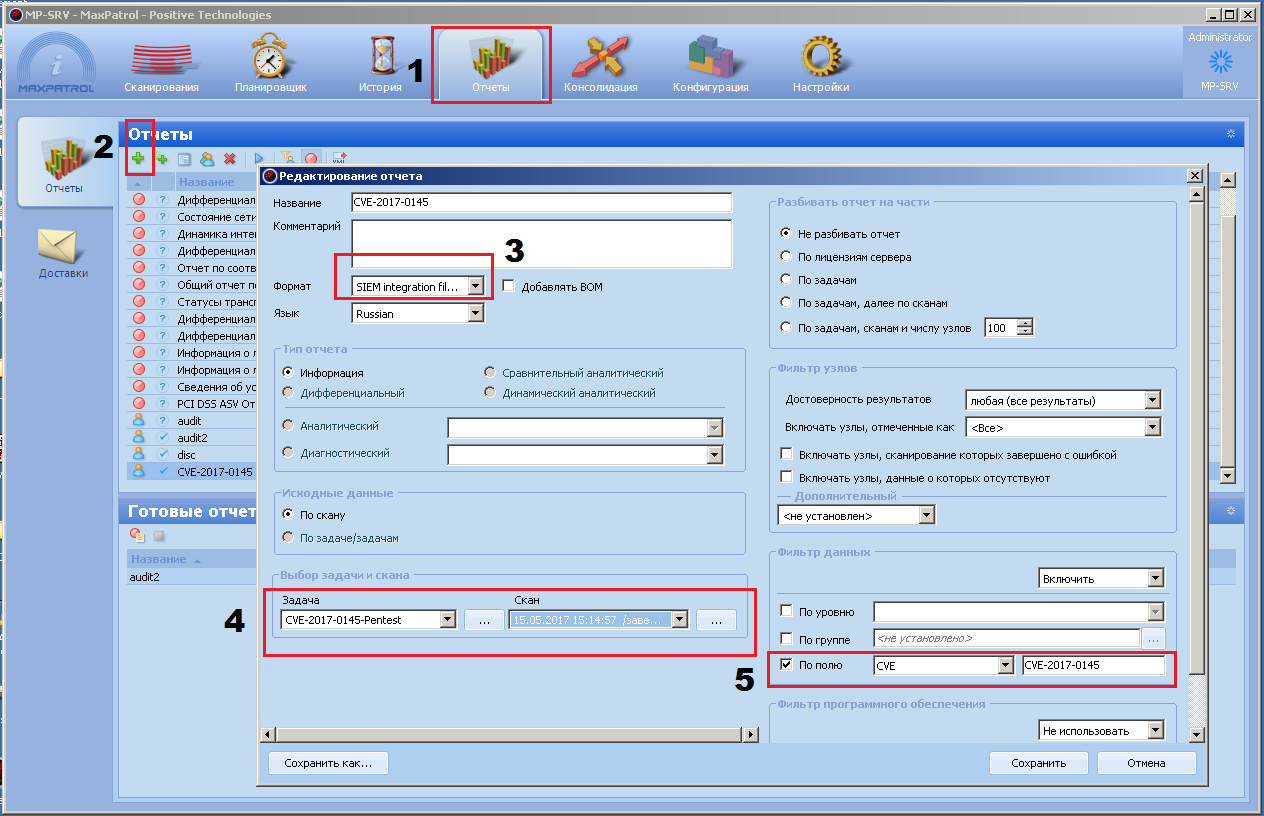 MP-SRV - MaxPatrol - Positive Technologies
MAXPATROL
Сканирования
Планировщик
История
1
Отчеты
Консолидация
Конфигурация
Настройки
Administrator
MP-SRV
2
Отчеты
Доставки
Отчеты
Название
Дифференциал
Состояние сети
Динамика инте
Дифференциал
Отчет по соотв
Общий отчет п
Статусы трансг
Дифференциал
Дифференциал
Информация о л
Информация о л
Сведения об ус
PCI DSS ASV От
audit
audit2
disc
CVE-2017-0145
Готовые отчет
Название
audit2
Редактирование отчета
Название
CVE-2017-0145
Комментарий
3
Формат
SIEM integration fil...
Добавлять BOM
Язык
Russian
Тип отчета
Информация
Сравнительный аналитический
Дифференциальный
Динамический аналитический
Аналитический
Диагностический
Исходные данные
По скану
По задаче/задачам
Выбор задачи и скана
4
Задача
Скан
CVE-2017-0145-Pentest
...
15.05.2017 15:14:57 /заве...
...
Разбивать отчет на части
Не разбивать отчет
По лицензиям сервера
По задачам
По задачам, далее по сканам
По задачам, сканам и числу узлов
100
Фильтр узлов
Достоверность результатов
любая (все результаты)
Включать узлы, отмеченные как
<Все>
Включать узлы, сканирование которых завершено с ошибкой
Включать узлы, данные о которых отсутствуют
Дополнительный
<не установлен>
Фильтр данных
Включить
По уровню
По группе
<не установлено>
...
5
По полю
CVE
CVE-2017-0145
Фильтр программного обеспечения
Не использовать
Сохранить как...
Сохранить
Отмена